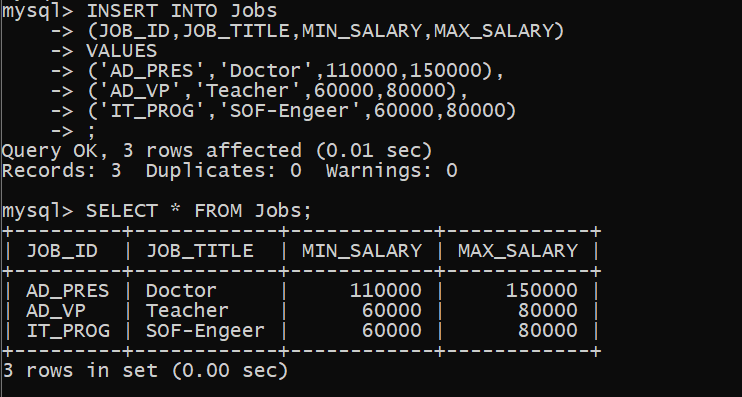 mysql> INSERT INTO Jobs
    -> (JOB_ID,JOB_TITLE,MIN_SALARY,MAX_SALARY)
    -> VALUES
    -> ('AD_PRES','Doctor',110000,150000),
    -> ('AD_VP','Teacher',60000,80000),
    -> ('IT_PROG','SOF-Engeer',60000,80000)
    -> ;
Query OK, 3 rows affected (0.01 sec)
Records: 3  Duplicates: 0  Warnings: 0

mysql> SELECT * FROM Jobs;
+---------+------------+------------+------------+
| JOB_ID  | JOB_TITLE  | MIN_SALARY | MAX_SALARY |
+---------+------------+------------+------------+
| AD_PRES | Doctor     |     110000 |     150000 |
| AD_VP   | Teacher    |      60000 |      80000 |
| IT_PROG | SOF-Engeer |      60000 |      80000 |
+---------+------------+------------+------------+
3 rows in set (0.00 sec)